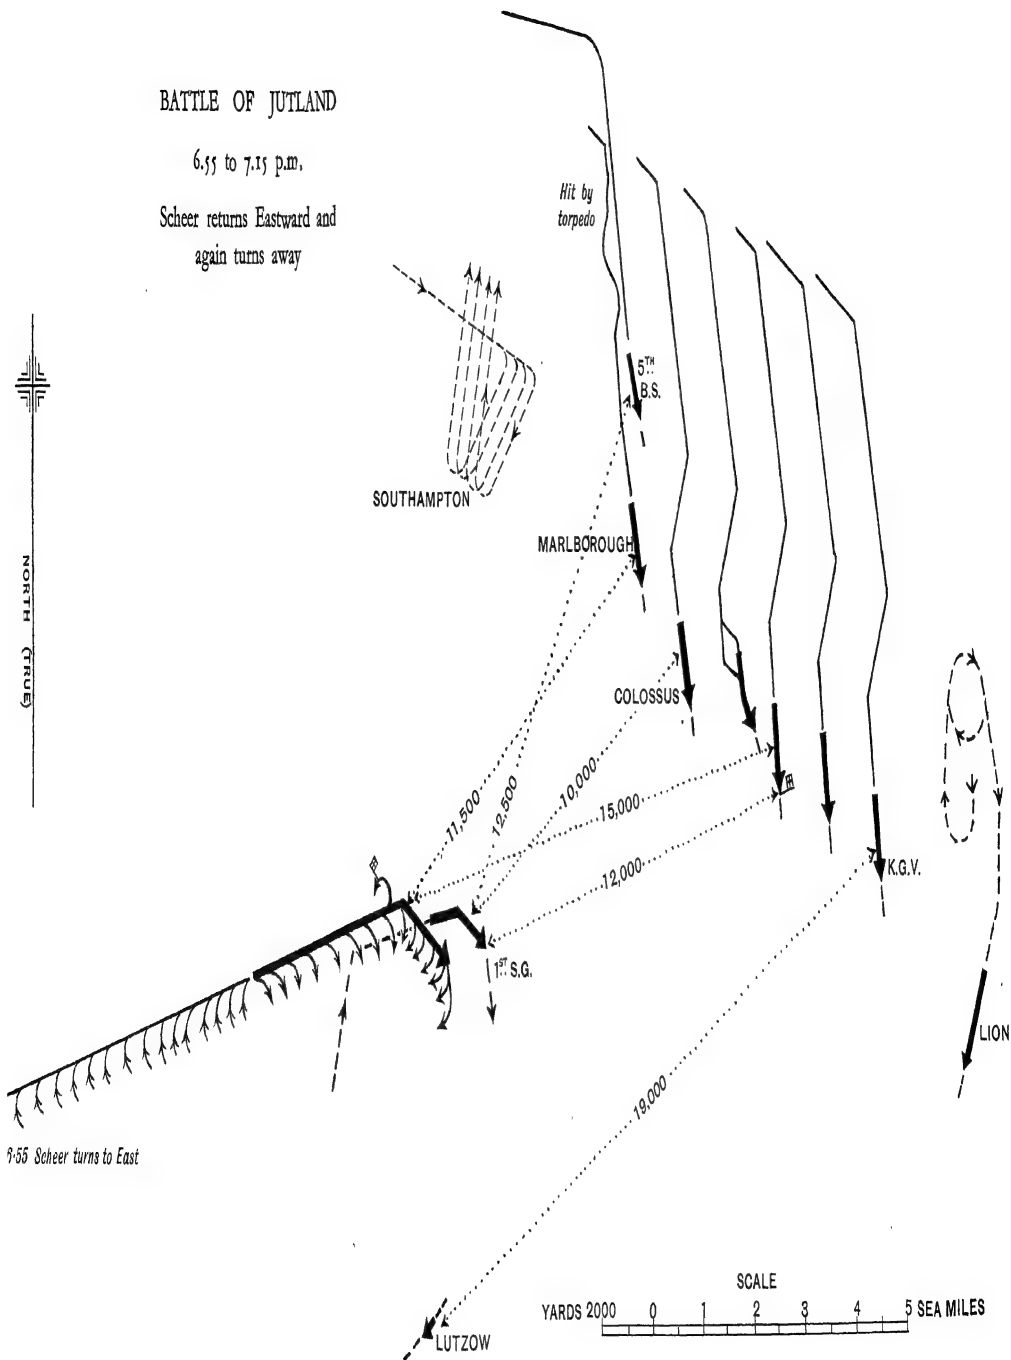 BATTLE OF JUTLAND
6.55 to 7.15 p.m.
Scheer returns Eastward and
again turns away
Hit by
torpedo
NORTH (TRUE)
5TH
B.S.
SOUTHAMPTON
MARLBOROUGH
COLOSSUS
11,500
12,500
10,000
15,000
12,000
K.G.V.
1ST S.G.
LION
19,000
6·55 Scheer turns to East
LUTZOW
SCALE
YARDS 2000 0 1 2 3 4 5 SEA MILES